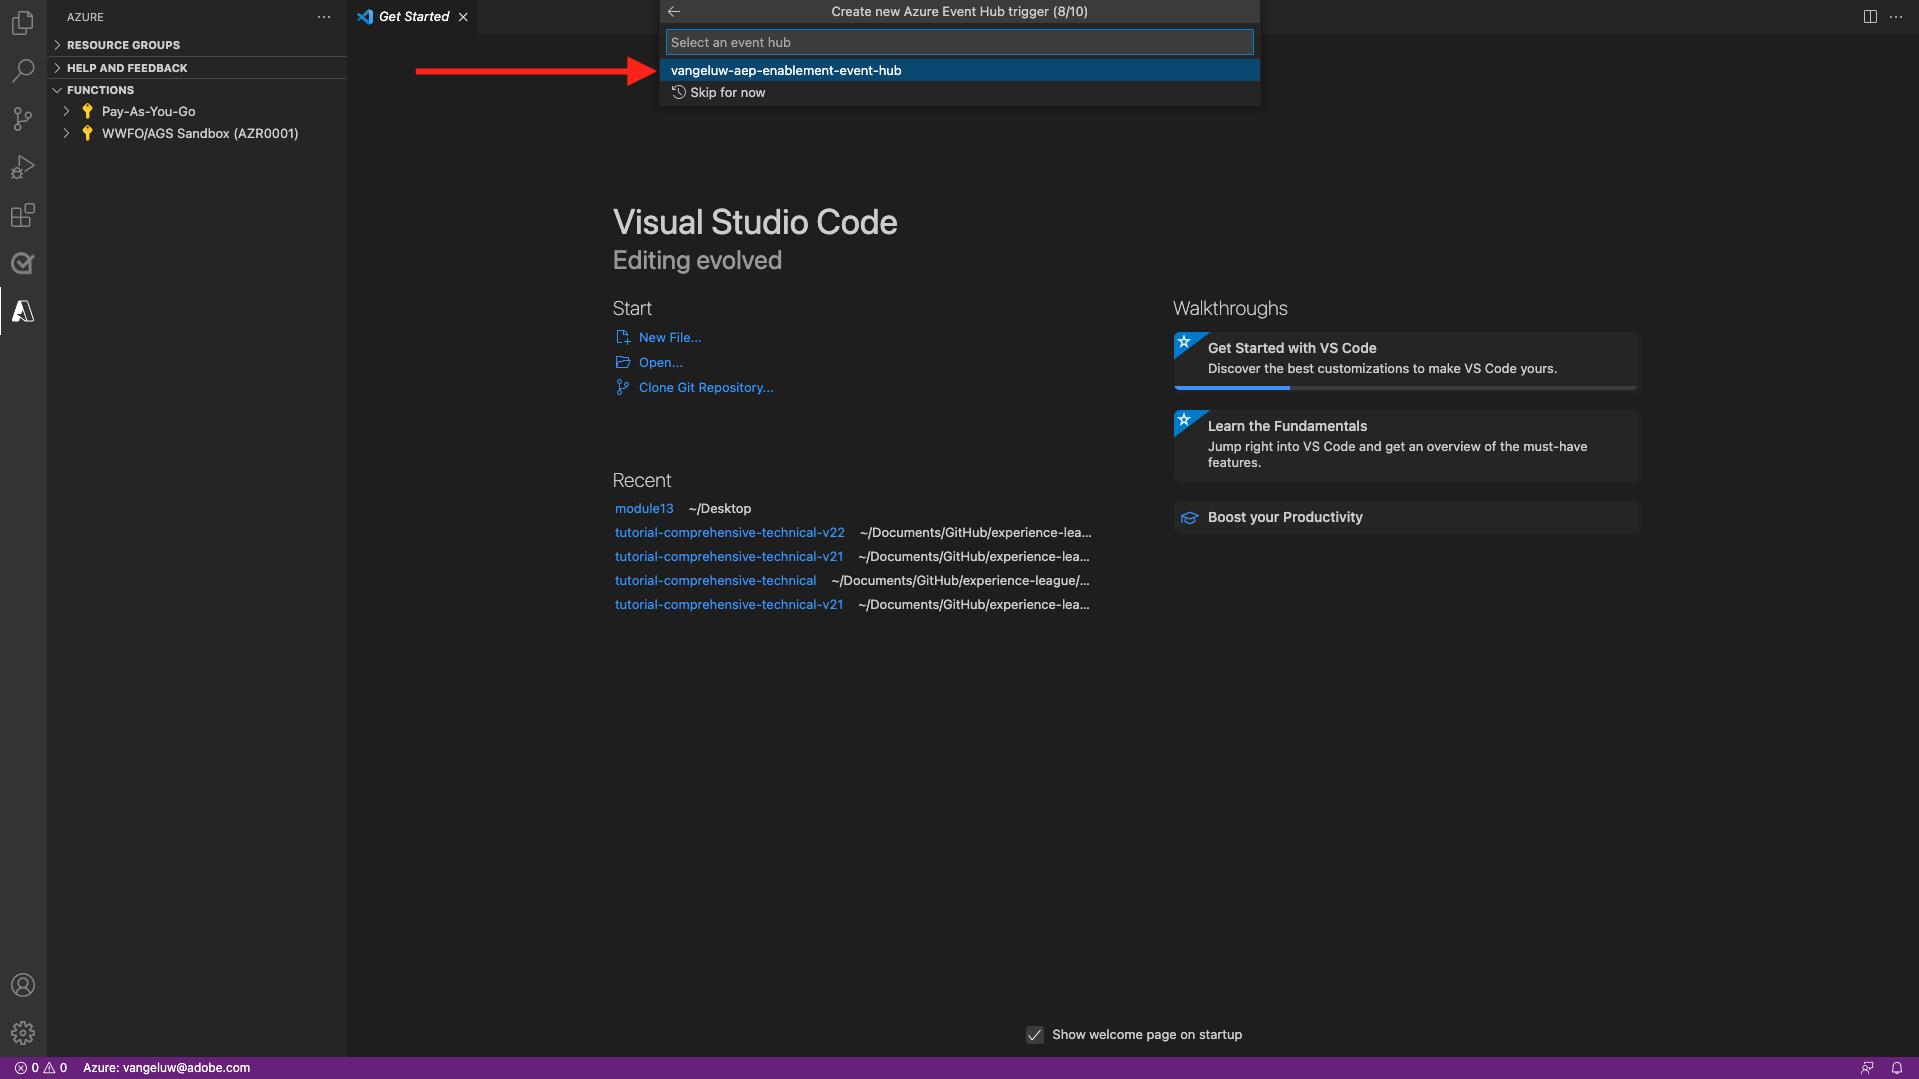 AZURE
RESOURCE GROUPS
HELP AND FEEDBACK
FUNCTIONS
Pay-As-You-Go
WWFO/AGS Sandbox (AZR0001)
Get Started
Create new Azure Event Hub trigger (8/10)
Select an event hub
vangeluw-aep-enablement-event-hub
Skip for now
Visual Studio Code
Editing evolved
Start
New File...
Open...
Clone Git Repository...
Recent
module13 ~/Desktop
tutorial-comprehensive-technical-v22 ~/Documents/GitHub/experience-lea...
tutorial-comprehensive-technical-v21 ~/Documents/GitHub/experience-lea...
tutorial-comprehensive-technical ~/Documents/GitHub/experience-league/...
tutorial-comprehensive-technical-v21 ~/Documents/GitHub/experience-lea...
Walkthroughs
Get Started with VS Code
Discover the best customizations to make VS Code yours.
Learn the Fundamentals
Jump right into VS Code and get an overview of the must-have
features.
Boost your Productivity
Show welcome page on startup
0 0 Azure: vangeluw@adobe.com